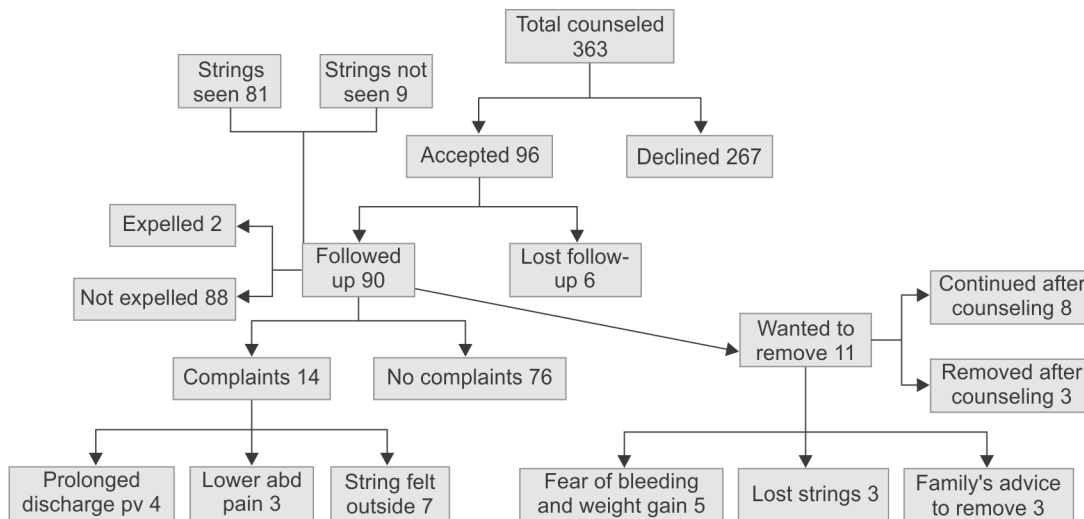 Total counseled
363
Strings
seen 81
Strings not
seen 9
Accepted 96
Declined 267
Expelled 2
Followed
up 90
Lost follow-
up 6
Not expelled 88
Continued after
counseling 8
Wanted to
remove 11
Complaints 14
No complaints 76
Removed after
counseling 3
Prolonged
discharge pv 4
Lower abd
pain 3
String felt
outside 7
Fear of bleeding
and weight gain 5
Lost strings 3
Family's advice
to remove 3